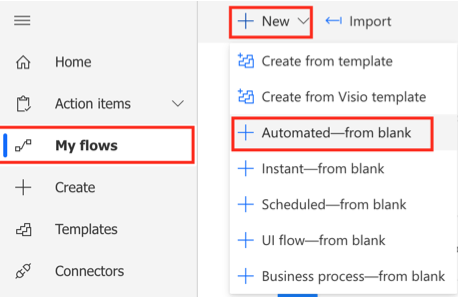 Home
Action items
My flows
Create
Templates
Connectors
New
Import
Create from template
Create from Visio template
Automated—from blank
Instant—from blank
Scheduled—from blank
UI flow—from blank
Business process—from blank